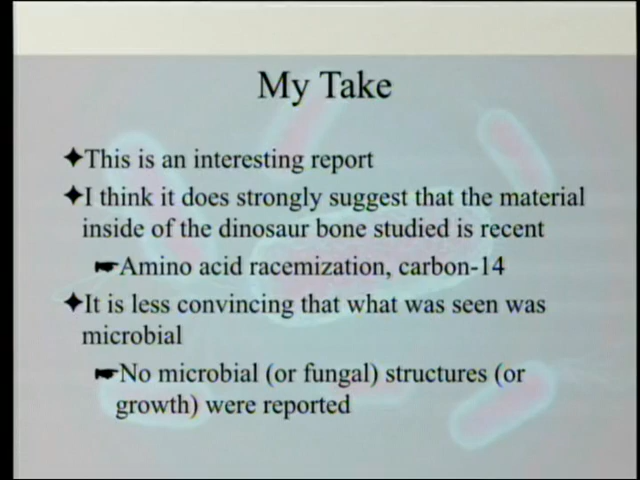 My Take
This is an interesting report
I think it does strongly suggest that the material
inside of the dinosaur bone studied is recent
Amino acid racemization, carbon-14
It is less convincing that what was seen was
microbial
No microbial (or fungal) structures (or
growth) were reported